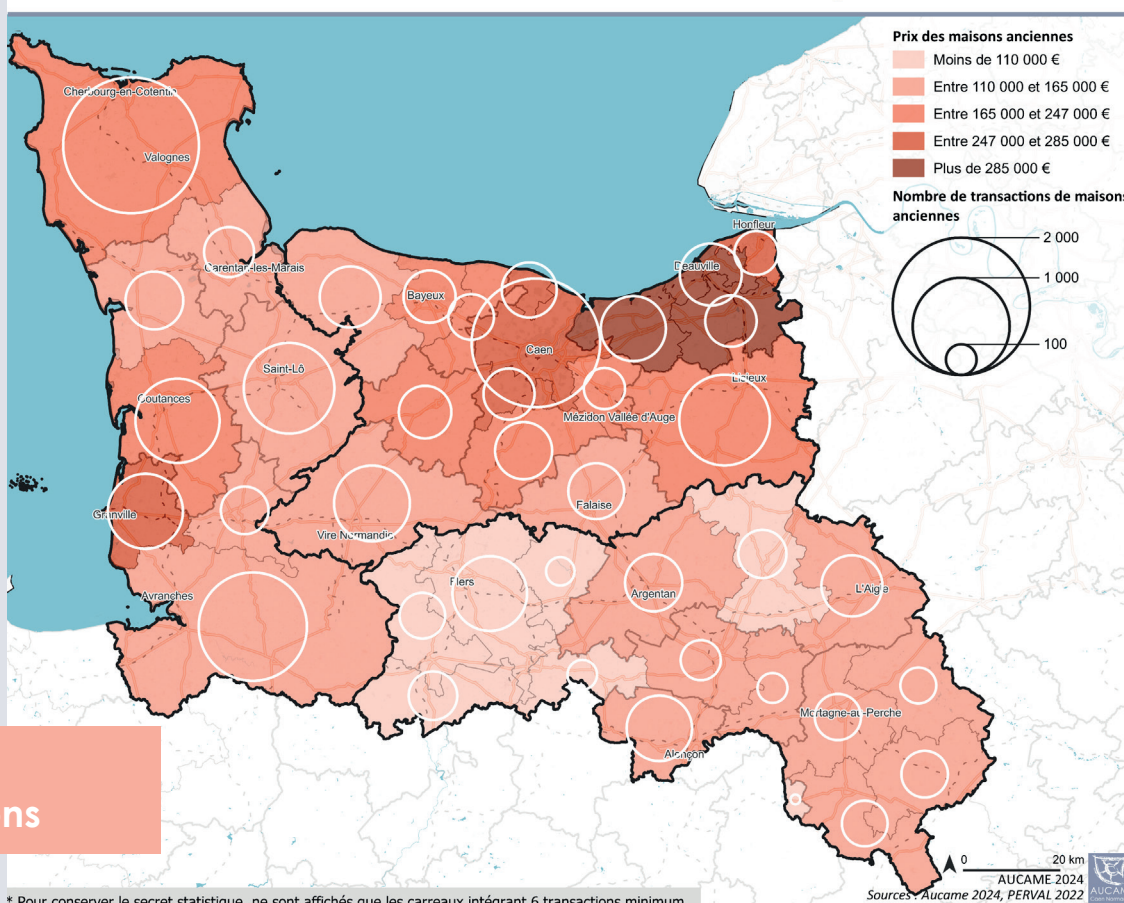 Prix des maisons anciennes
Moins de 110 000 €
Entre 110 000 et 165 000 €
Entre 165 000 et 247 000 €
Entre 247 000 et 285 000 €
Plus de 285 000 €
Nombre de transactions de maisons
anciennes
2 000
1 000
100
Cherbourg-en-Cotentin
Valognes
Honfleur
Carentan-les-Marais
Deauville
Bayeux
Caen
Saint-Lô
Lisieux
Coutances
Mézidon Vallée d'Auge
Granville
Falaise
Vire Normandie
Flers
Argentan
L'Aigle
Avranches
Mortagne-au-Perche
Alençon
ns
0 20 km
AUCAME 2024
Sources : Aucame 2024, PERVAL 2022
AUCAM
Caen Norman
* Pour conserver le secret statistique, ne sont affichés que les carreaux intégrant 6 transactions minimum